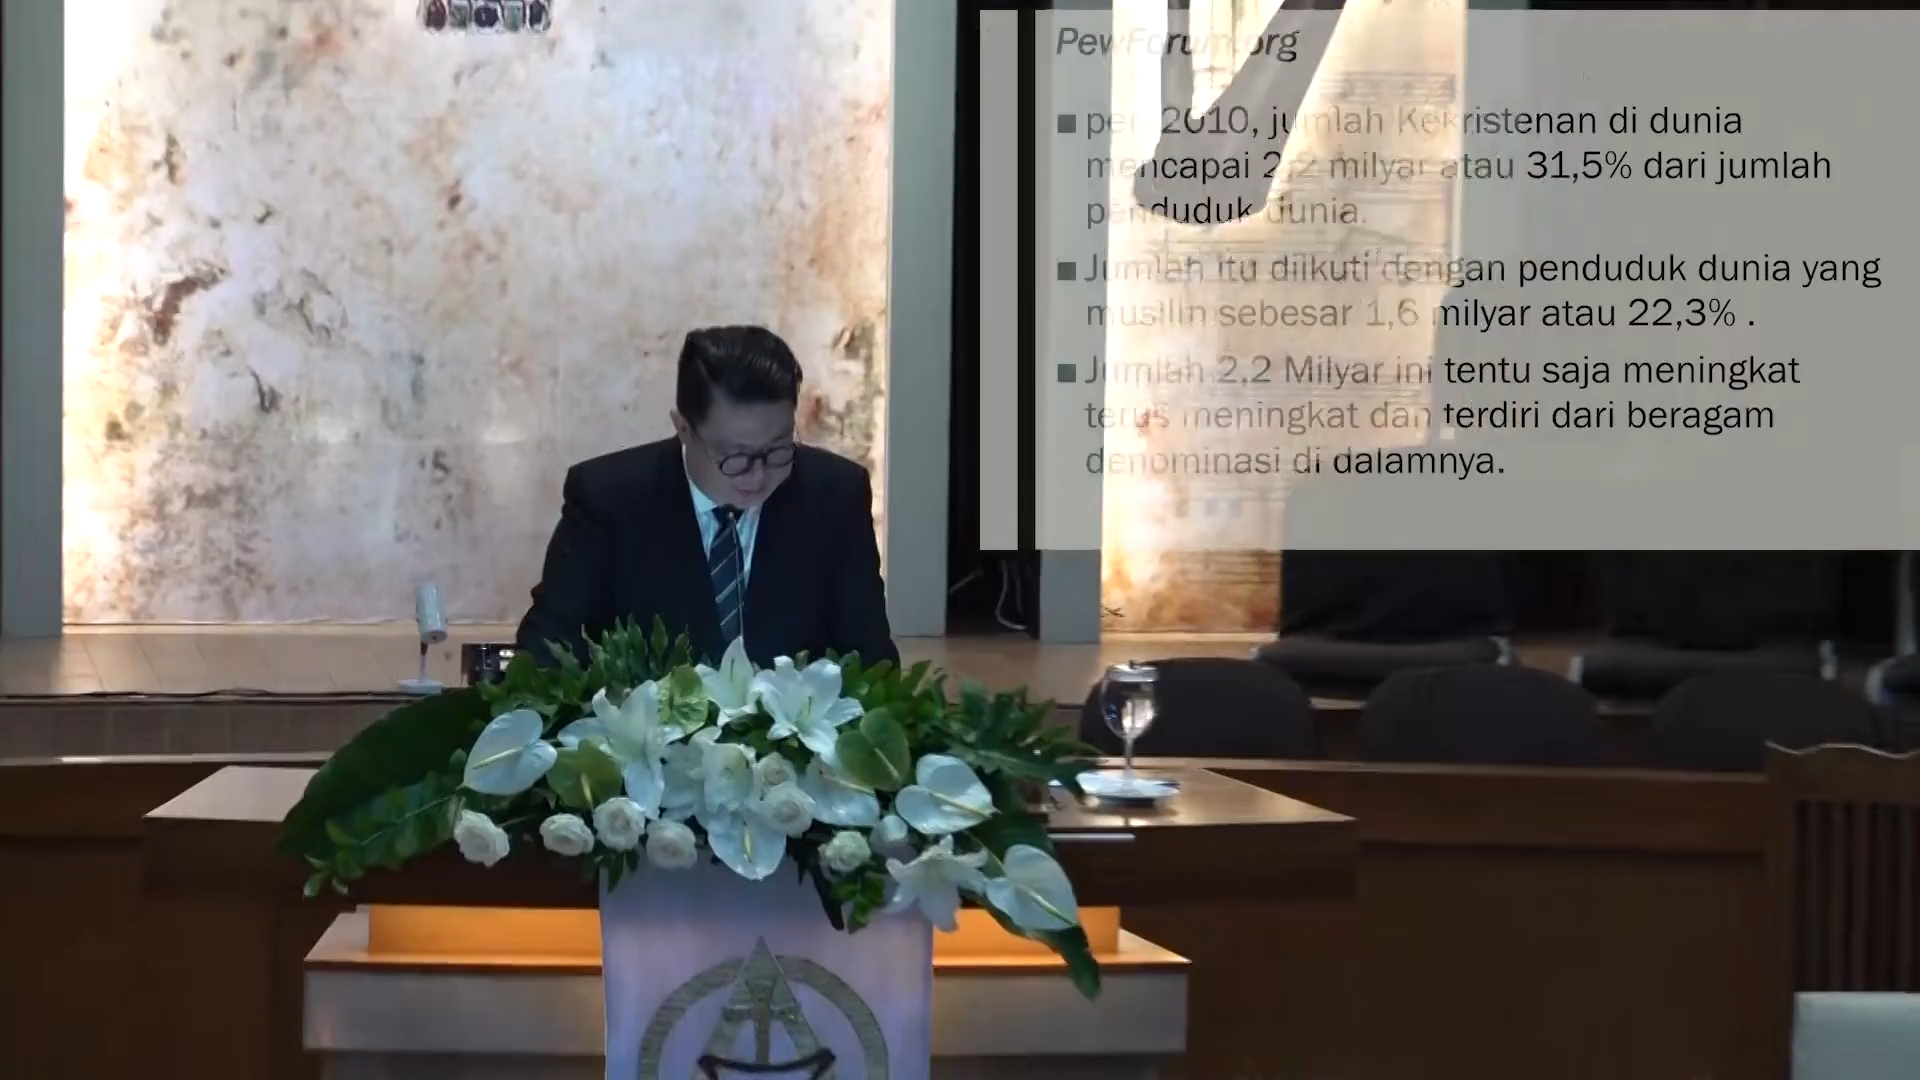 PewForum.org
per 2010, jumlah Kekristenan di dunia
mencapai 2,2 milyar atau 31,5% dari jumlah
penduduk dunia.
Jumlah itu diikuti dengan penduduk dunia yang
muslim sebesar 1,6 milyar atau 22,3% .
Jumlah 2,2 Milyar ini tentu saja meningkat
terus meningkat dan terdiri dari beragam
denominasi di dalamnya.